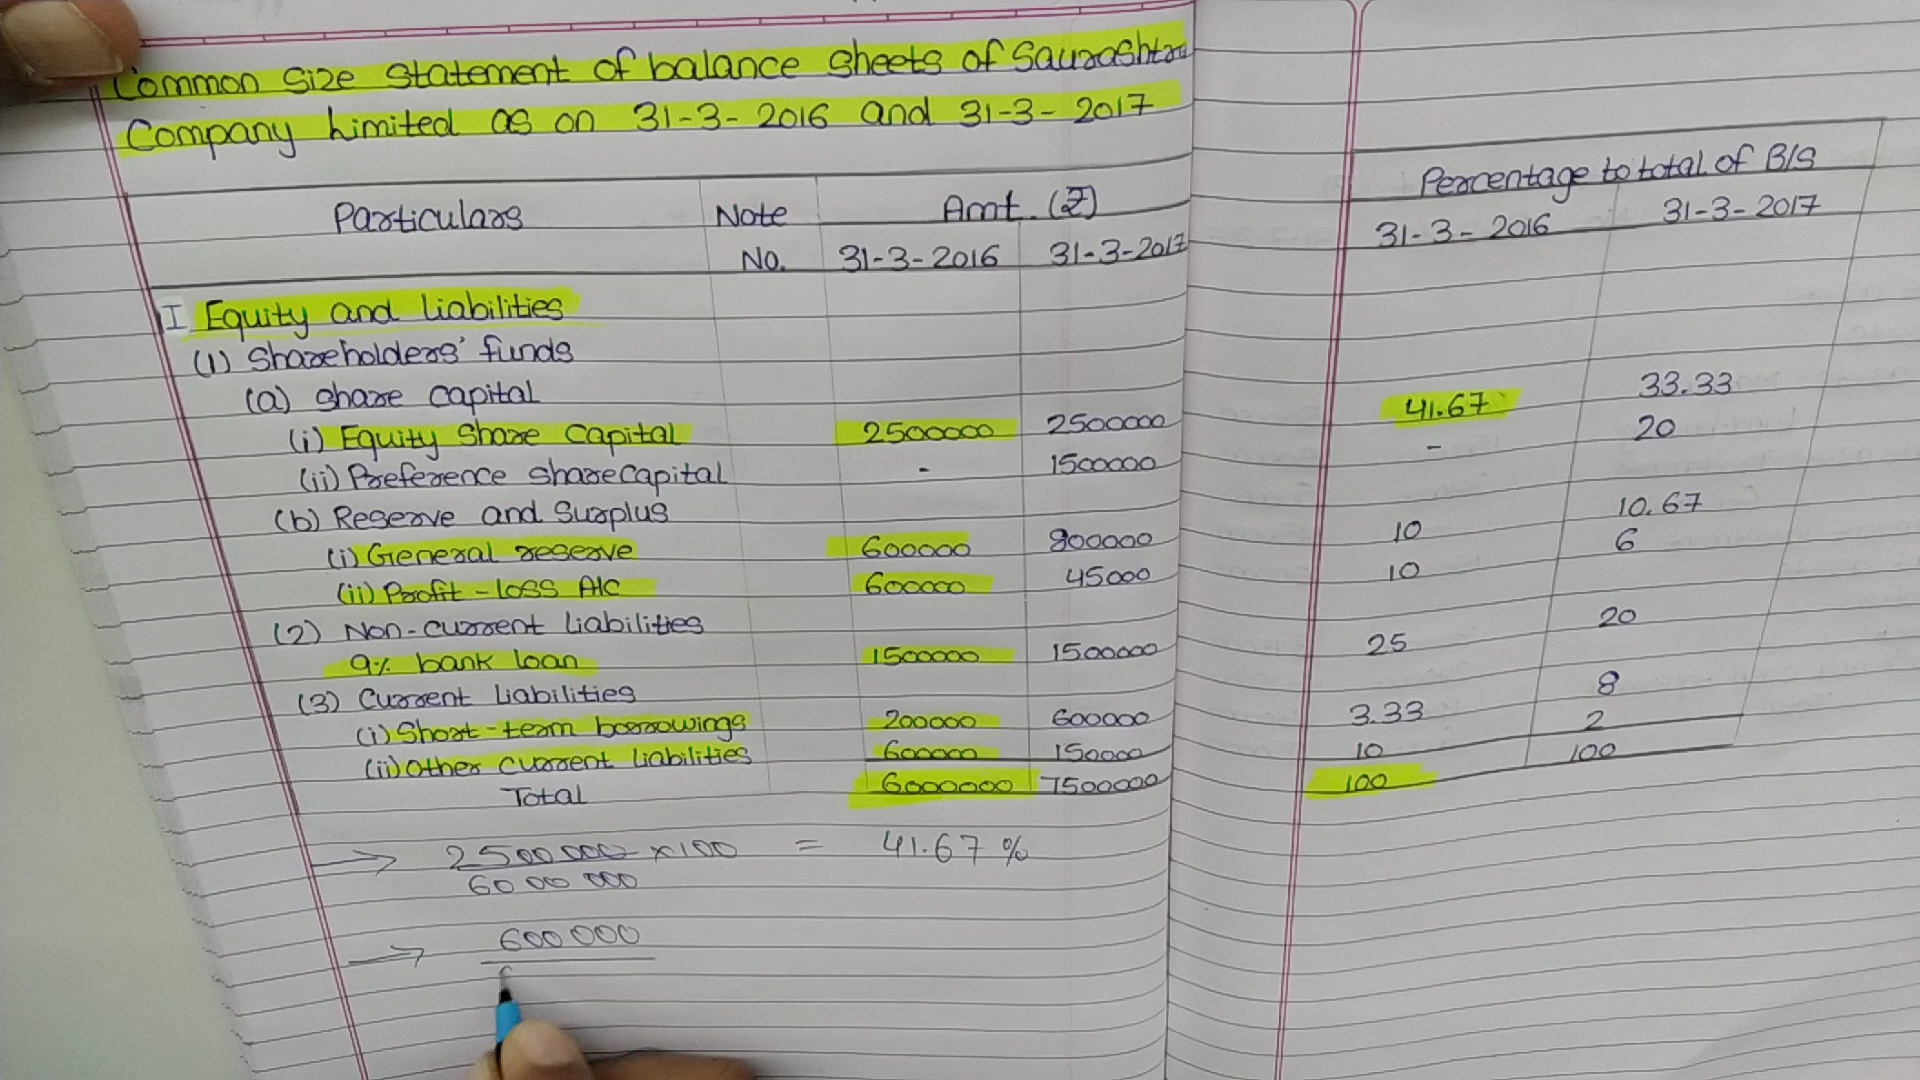 Common size statement of balance sheets of Saurashtra
Company Limited as on 31-3-2016 and 31-3-2017
Particulars Note Amt. (₹) Percentage to total of B/S
No. 31-3-2016 31-3-2017 31-3-2016 31-3-2017
I Equity and Liabilities
(1) Shareholders' funds
(a) Share capital
(i) Equity Share Capital 2500000 2500000 41.67 33.33
(ii) Preference share capital - 1500000 - 20
(b) Reserve and Surplus
(i) General reserve 600000 800000 10 10.67
(ii) Profit-loss A/c 600000 45000 10 6
(2) Non-current Liabilities
9% bank loan 1500000 1500000 25 20
(3) Current Liabilities
(i) Short-term borrowings 200000 600000 3.33 8
(ii) Other current liabilities 600000 150000 10 2
Total 6000000 7500000 100 100
→ 2500000 ×100 = 41.67 %
6000000
→ 600000